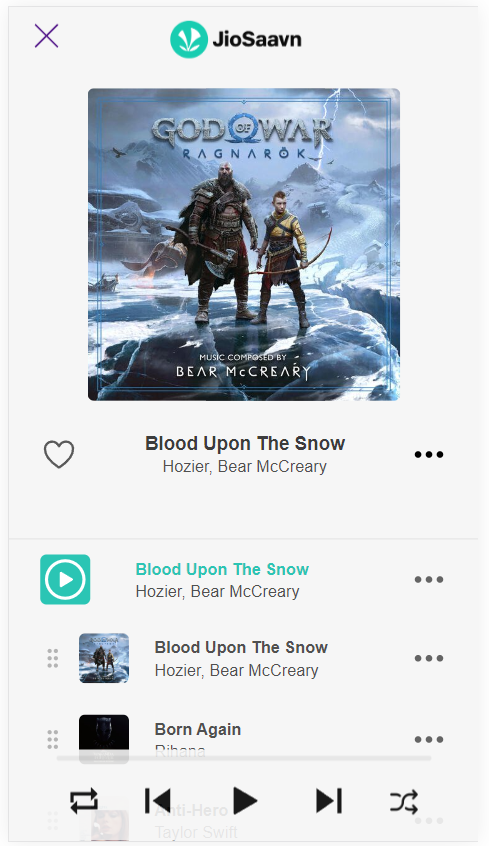 JioSaavn
GOD OF WAR
RAGNARÖK
MUSIC COMPOSED BY
BEAR McCREARY
Blood Upon The Snow
Hozier, Bear McCreary
Blood Upon The Snow
Hozier, Bear McCreary
Blood Upon The Snow
Hozier, Bear McCreary
Born Again
Rihana
Anti-Hero
Taylor Swift